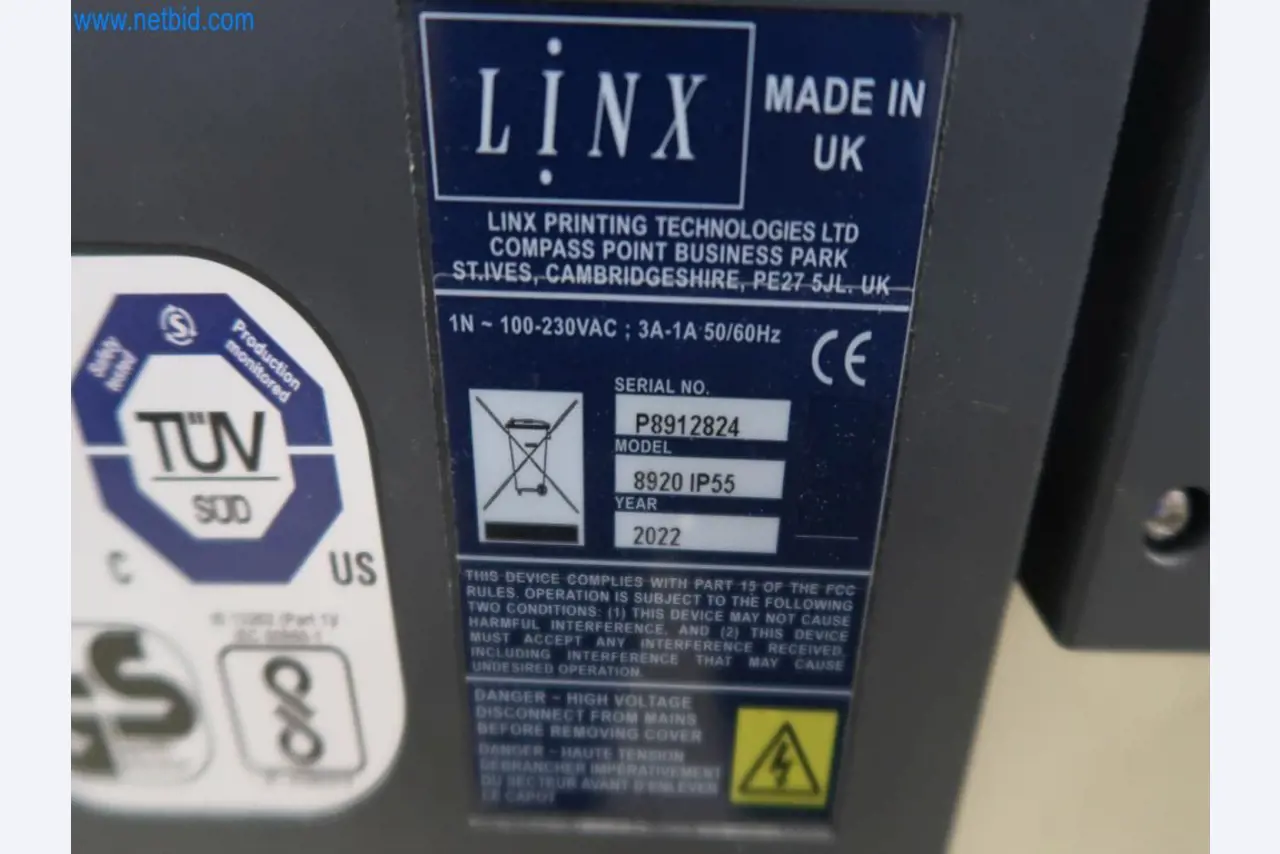 www.netbid.com
LINX
MADE IN
UK
LINX PRINTING TECHNOLOGIES LTD
COMPASS POINT BUSINESS PARK
ST.IVES, CAMBRIDGESHIRE, PE27 5JL. UK
1N ~ 100-230VAC ; 3A-1A 50/60Hz
CE
SERIAL NO.
P8912824
MODEL
8920 IP55
YEAR
2022
THIS DEVICE COMPLIES WITH PART 15 OF THE FCC
RULES. OPERATION IS SUBJECT TO THE FOLLOWING
TWO CONDITIONS: (1) THIS DEVICE MAY NOT CAUSE
HARMFUL INTERFERENCE, AND (2) THIS DEVICE
MUST ACCEPT ANY INTERFERENCE RECEIVED,
INCLUDING INTERFERENCE THAT MAY CAUSE
UNDESIRED OPERATION.
DANGER - HIGH VOLTAGE
DISCONNECT FROM MAINS
BEFORE REMOVING COVER
DANGER - HAUTE TENSION
DEBRANCHER IMPÉRATIVEMENT
DU SECTEUR AVANT D'ENLEVER
LE CAPOT
Safety
tested
S
Production
monitored
TÜV
SÜD
C
US
GS